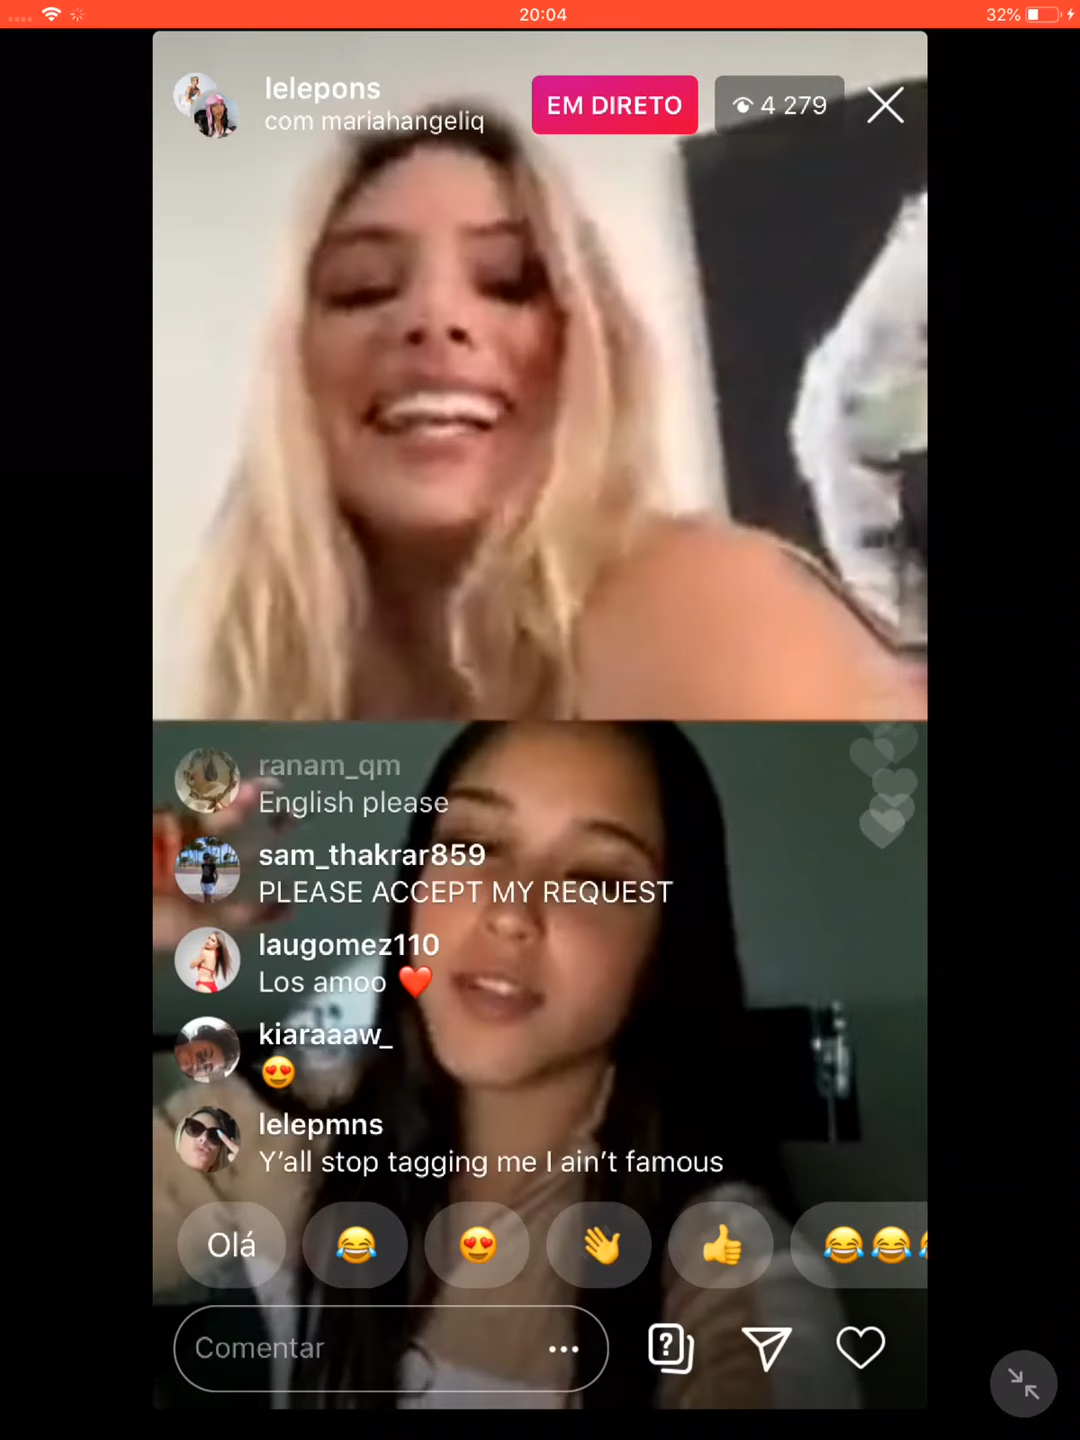 20:04
32%
lelepons
com mariahangeliq
EM DIRETO
4 279
ranam_qm
English please
sam_thakrar859
PLEASE ACCEPT MY REQUEST
laugomez110
Los amoo ❤️
kiaraaaw_
😍
lelepmns
Y'all stop tagging me I ain't famous
Olá 😂 😍 👋 👍 😂😂
Comentar